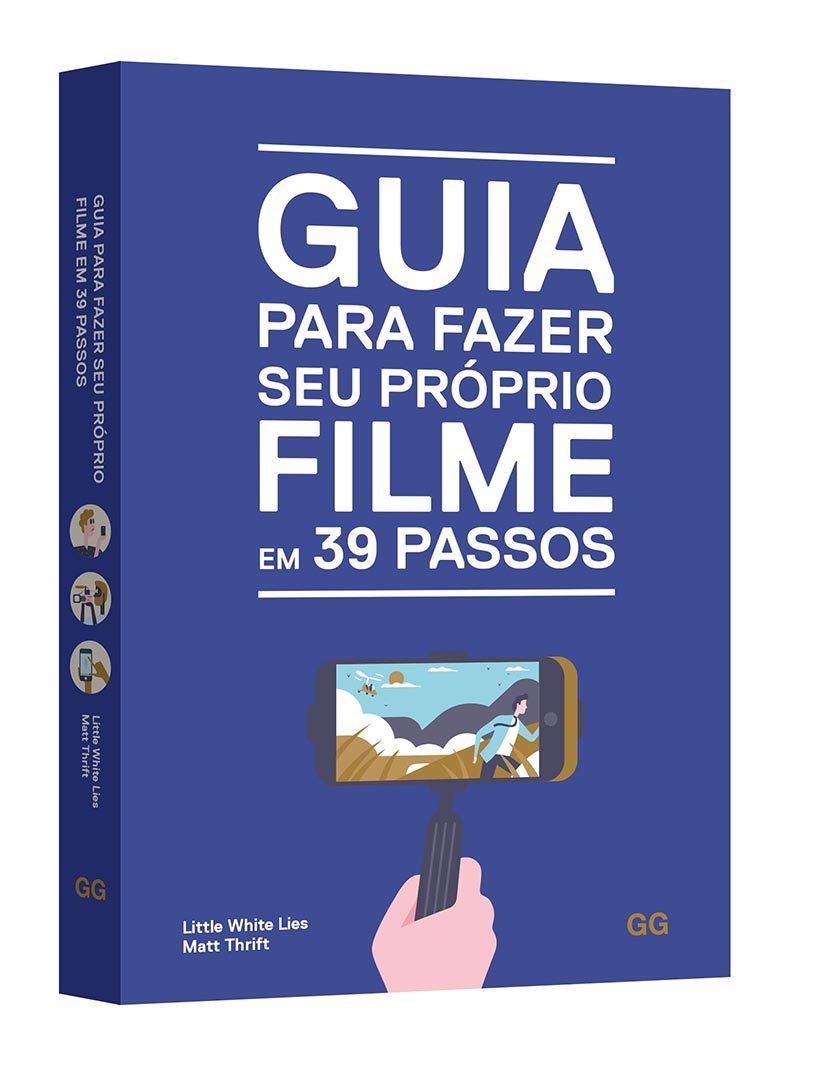 GUIA
PARA FAZER
SEU PRÓPRIO
FILME
EM 39 PASSOS
Little White Lies
Matt Thrift
GG
GUIA PARA FAZER SEU PRÓPRIO
FILME EM 39 PASSOS
Little White Lies
Matt Thrift
GG